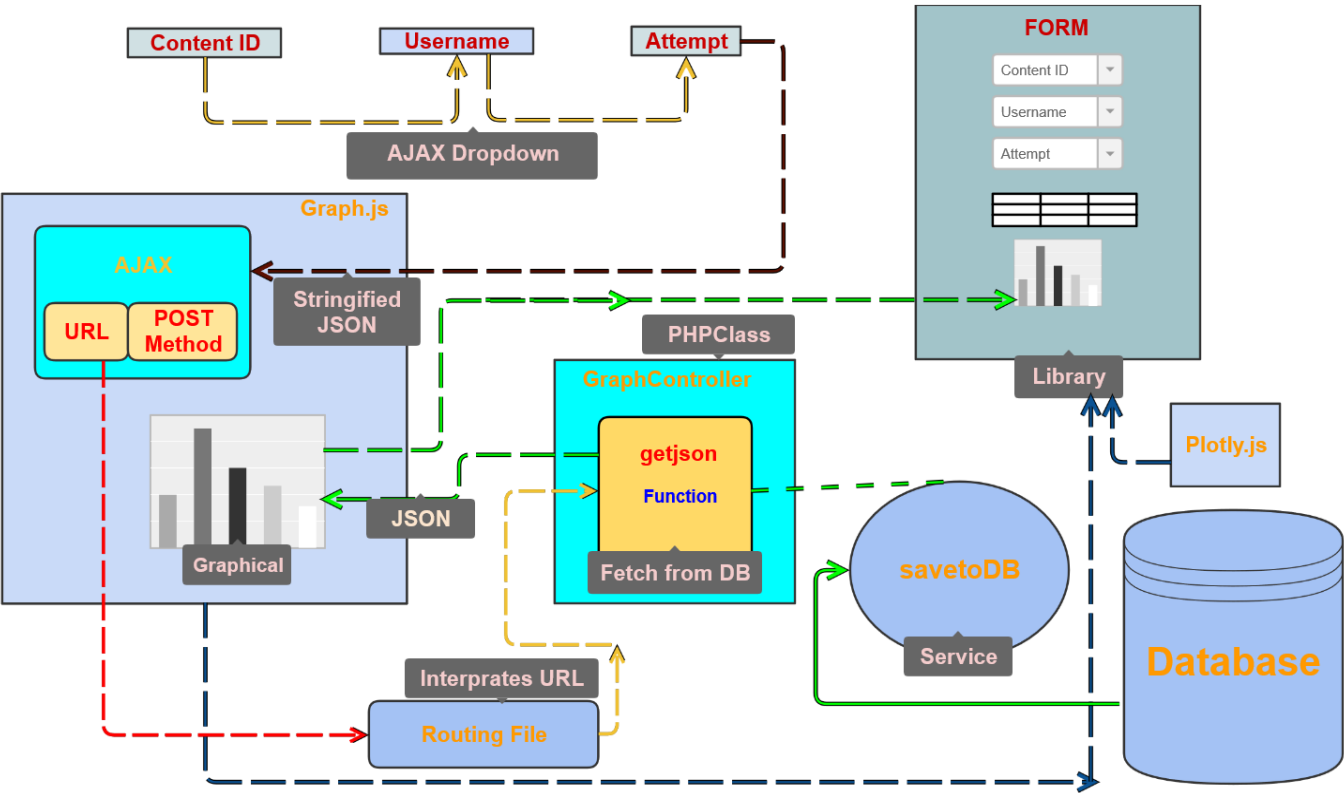 Content ID
Username
Attempt
AJAX Dropdown
FORM
Content ID
Username
Attempt
Library
Graph.js
AJAX
URL
POST
Method
Stringified
JSON
Graphical
PHPClass
GraphController
getjson
Function
Fetch from DB
JSON
Plotly.js
savetoDB
Service
Database
Interprates URL
Routing File